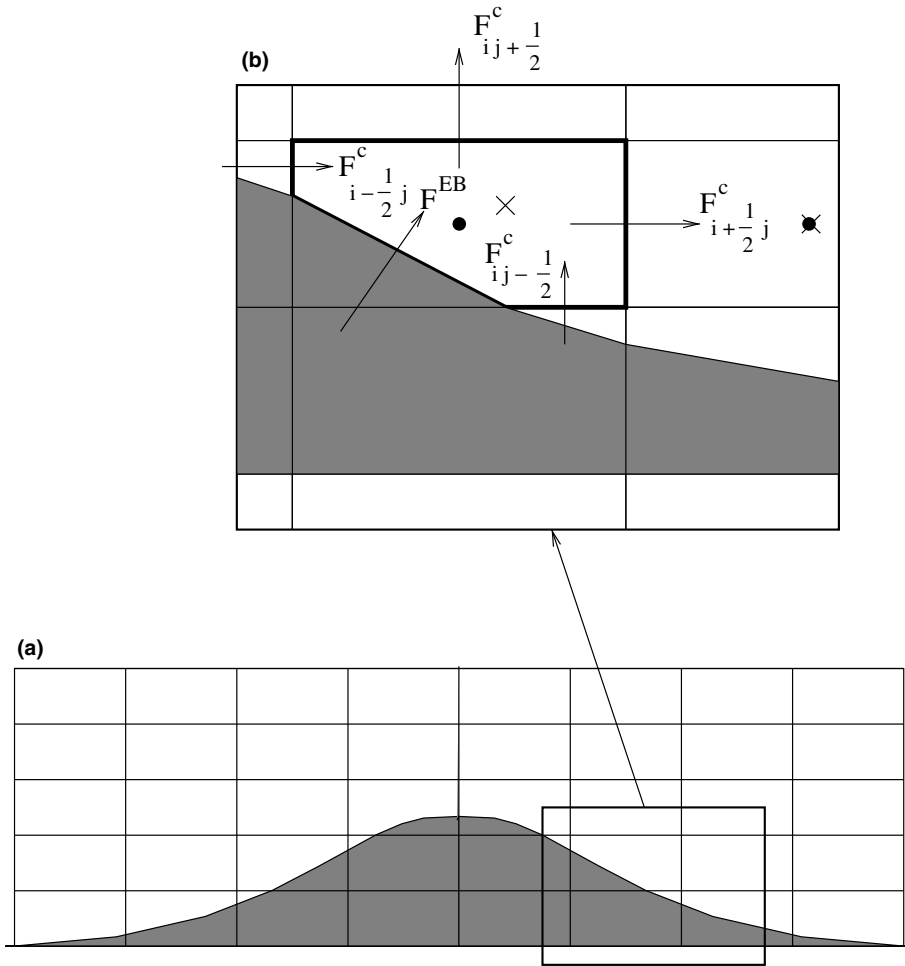 (b)
F^c_{i j + 1/2}
F^c_{i - 1/2 j}
F^EB
F^c_{i + 1/2 j}
F^c_{i j - 1/2}
(a)